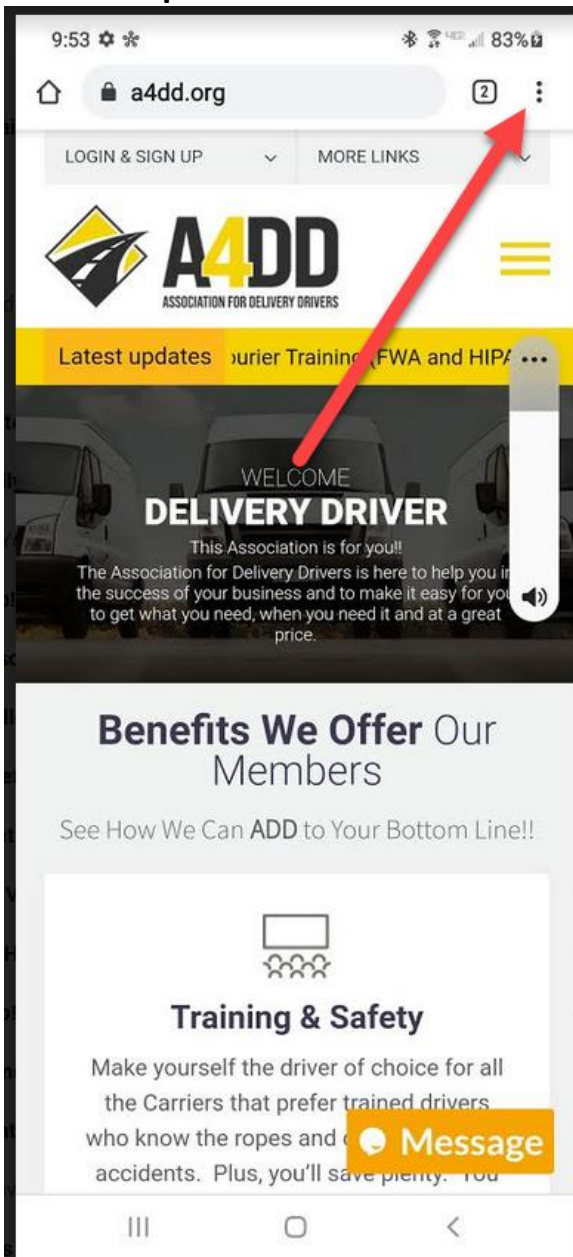 9:53
83%
a4dd.org
2
LOGIN & SIGN UP
MORE LINKS
A4DD
ASSOCIATION FOR DELIVERY DRIVERS
Latest updates
urier Training (FWA and HIPA
WELCOME
DELIVERY DRIVER
This Association is for you!!
The Association for Delivery Drivers is here to help you in
the success of your business and to make it easy for you
to get what you need, when you need it and at a great
price.
Benefits We Offer Our
Members
See How We Can ADD to Your Bottom Line!!
Training & Safety
Make yourself the driver of choice for all
the Carriers that prefer trained drivers
who know the ropes and
Message
accidents. Plus, you'll save plenty. You